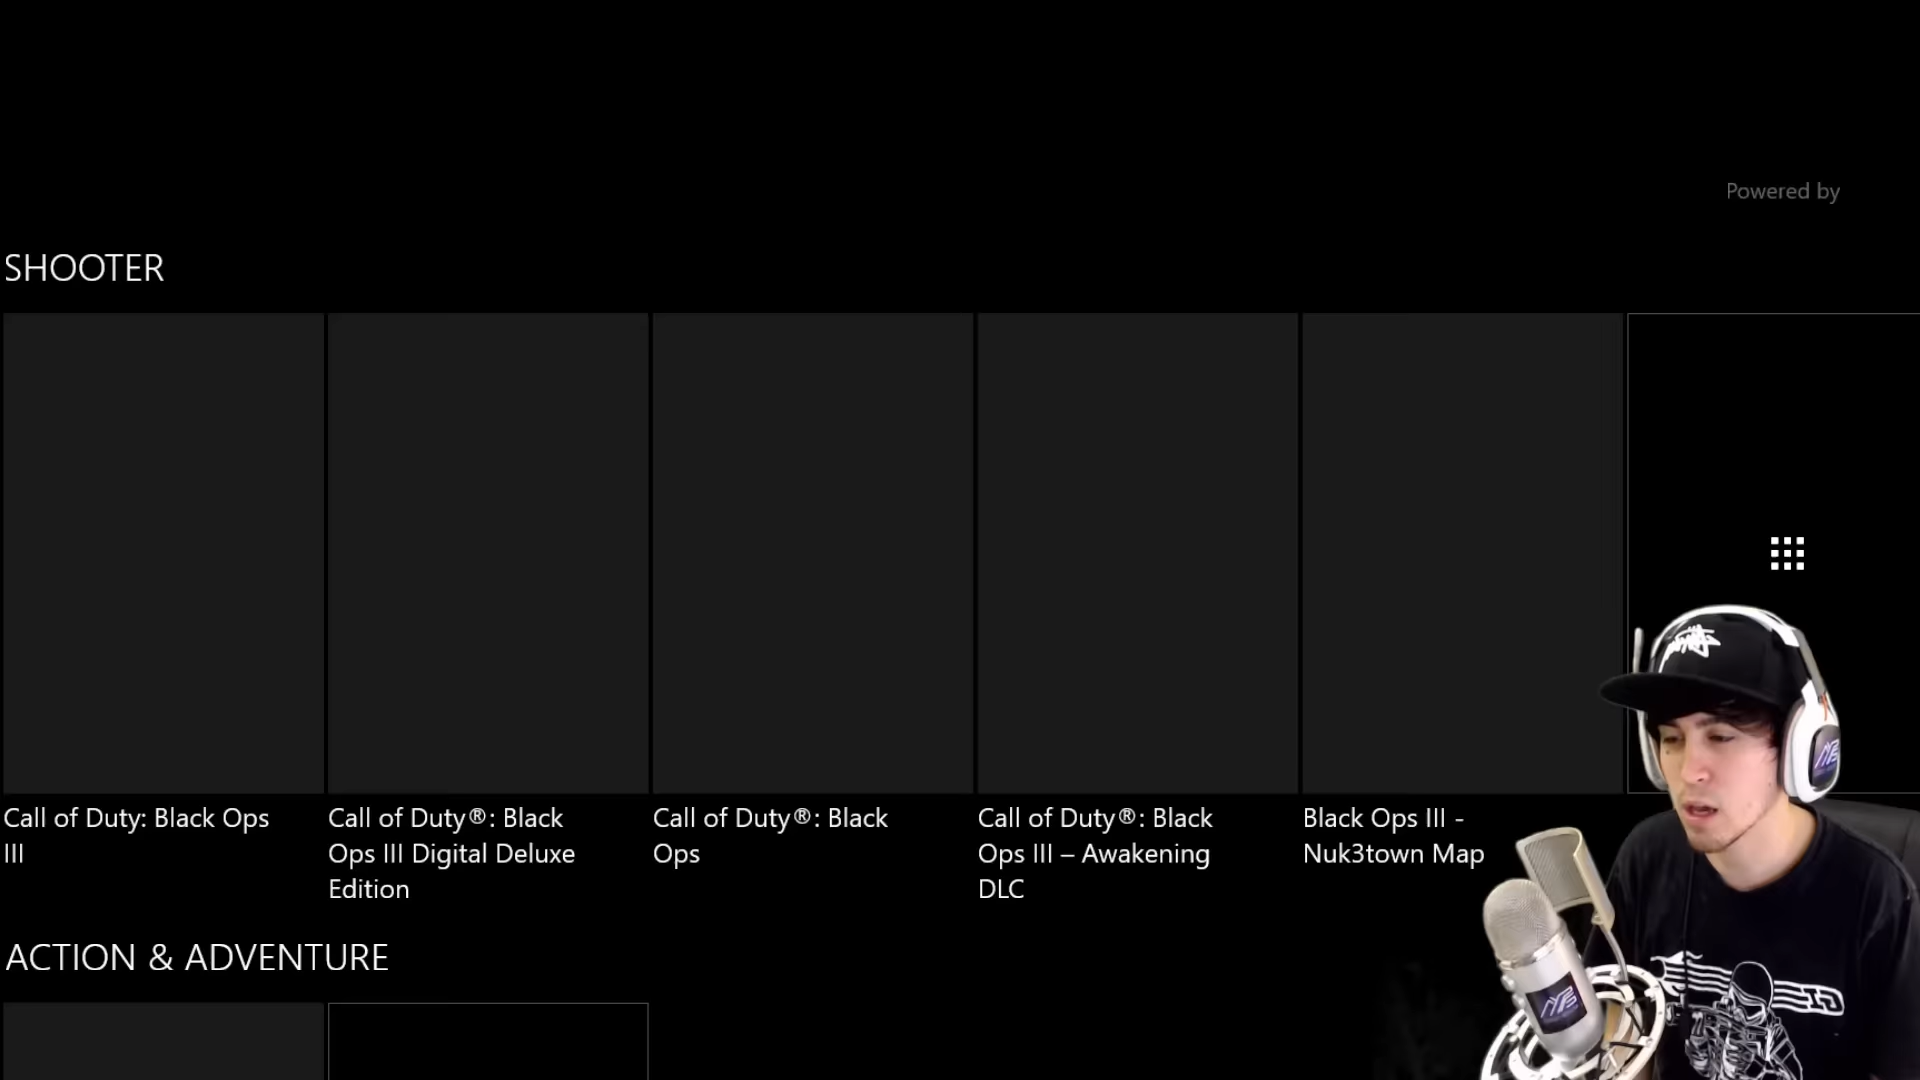 Powered by
SHOOTER
Call of Duty: Black Ops
III
Call of Duty®: Black
Ops III Digital Deluxe
Edition
Call of Duty®: Black
Ops
Call of Duty®: Black
Ops III – Awakening
DLC
Black Ops III -
Nuk3town Map
ACTION & ADVENTURE